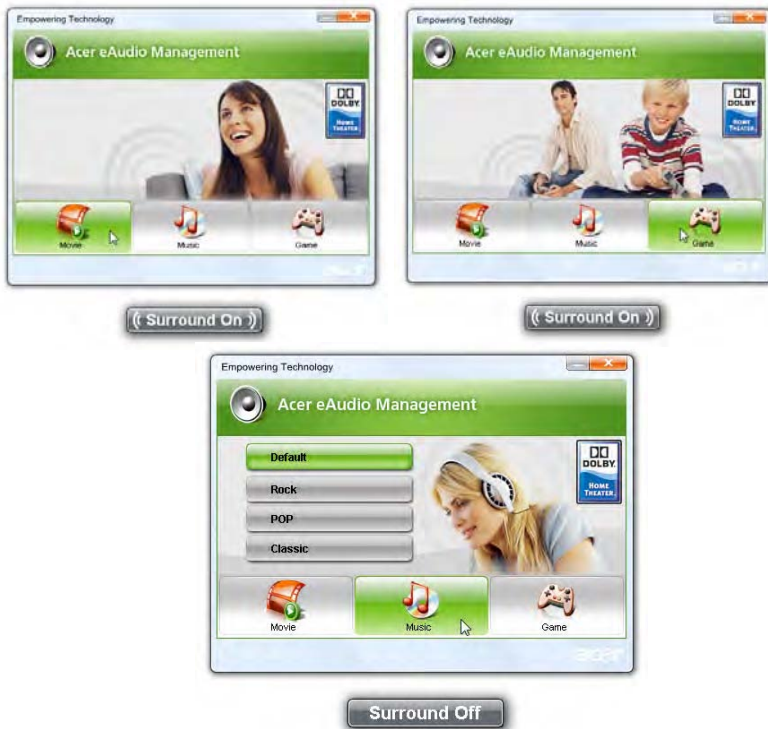 Empowering Technology
Acer eAudio Management
DOLBY
HOME THEATER
Movie
Music
Game
acer
(( Surround On ))
Empowering Technology
Acer eAudio Management
DOLBY
HOME THEATER
Movie
Music
Game
acer
(( Surround On ))
Empowering Technology
Acer eAudio Management
Default
Rock
POP
Classic
DOLBY
HOME THEATER
Movie
Music
Game
acer
Surround Off